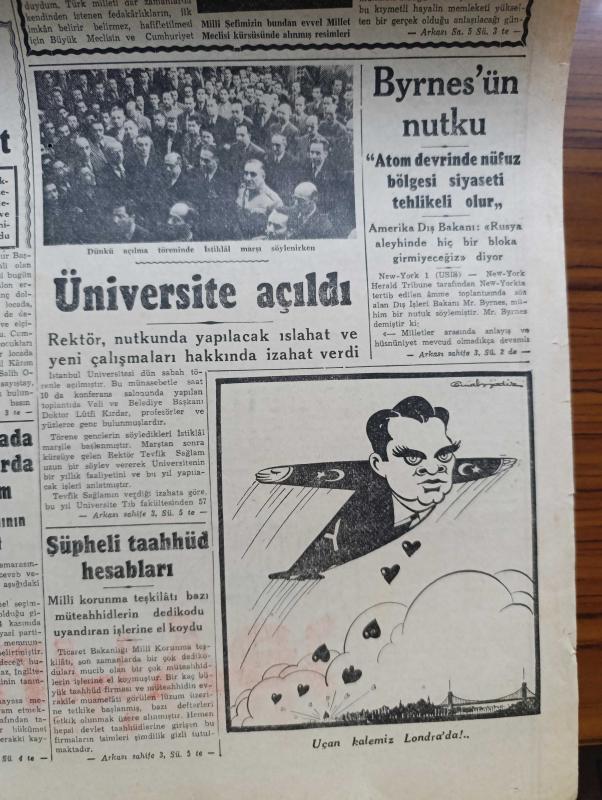 duydum, Türk milleti dar zamanlarda
kendinden istenen fedakârlıkların, ilk
imkân belirir belirmez, hafifletilmesi
için Büyük Meclisin ve Cumhuriyet
Milli Şefimizin bundan evvel Millet
Meclisi kürsüsünde alınmış resimleri
bu kıymetli hayalin memleketi yüksel-
ten bir gerçek olduğu anlaşılacağı gün-
— Arkası Sa. 5 Sü. 3 te —
Dünkü açılma töreninde İstiklâl marşı söylenirken
Üniversite açıldı
Rektör, nutkunda yapılacak ıslahat ve
yeni çalışmaları hakkında izahat verdi
İstanbul Üniversitesi dün sabah tö-
renle açılmıştır. Bu münasebetle saat
10 da konferans salonunda yapılan
toplantıda Vali ve Belediye Başkanı
Doktor Lûtfi Kırdar, profesörler ve
yüzlerce genç bulunmuşlardır.
Törene gençlerin söyledikleri İstiklâl
marşile başlanmıştır. Marştan sonra
kürsüye gelen Rektör Tevfik Sağlam
uzun bir söylev vererek Üniversitenin
bir yıllık faaliyetini ve bu yıl yapıla-
cak işleri anlatmıştır.
Tevfik Sağlamın verdiği izahata göre,
bu yıl Universite Tıb fakültesinden 57
— Arkası sahife 3, Sü. 5 te —
Şüpheli taahhüd
hesabları
Millî korunma teşkilâtı bazı
müteahhidlerin dedikodu
uyandıran işlerine el koydu
Ticaret Bakanlığı Millî Korunma teş-
kilâtı, son zamanlarda bir çok dediko-
duları mucib olan bir çok müteahhid-
lerin işlerine el koymuştur. Bir kaç bü-
yük taahhüd firması ve müteahhidin ev-
rakile muamelâtı görülen lüzum üzeri-
ne tetkike başlanmış, bazı defterleri
tetkik olunmak üzere alınmıştır. Hemen
hepsi devlet taahhüdlerine girişen bu
firmaların isimleri şimdilik gizli tutul-
maktadır.
— Arkası sahife 3, Sü. 5 te —
Byrnes'ün
nutku
“Atom devrinde nüfuz
bölgesi siyaseti
tehlikeli olur„
Amerika Dış Bakanı: «Rusya
aleyhinde hiç bir bloka
girmiyeceğiz» diyor
New-York 1 (USIS) — New-York
Herald Tribune tarafından New-Yorkta
tertib edilen âmme toplantısında söz
alan Dış İşleri Bakanı Mr. Byrnes, mü-
him bir nutuk söylemiştir. Mr. Byrnes
demiştir ki:
«— Milletler arasında anlayış ve
hüsnüniyet mevcud olmadıkça devamlı
— Arkası sahife 3, Sü. 2 de —
Uçan kalemiz Londra'da!..